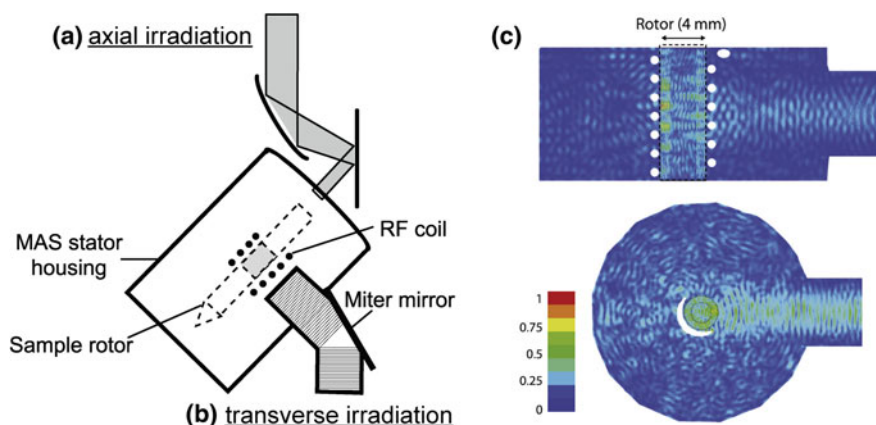 (a) axial irradiation
MAS stator
housing
RF coil
Miter mirror
Sample rotor
(b) transverse irradiation
(c)
Rotor (4 mm)
1
0.75
0.5
0.25
0